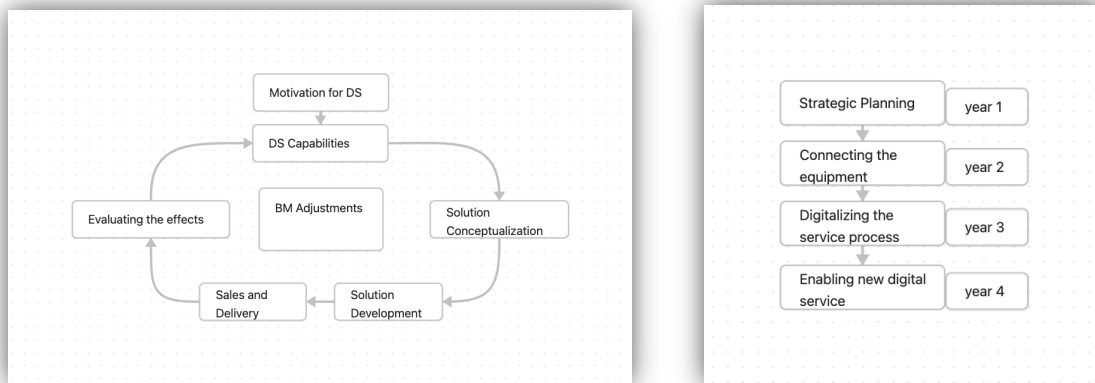 Motivation for DS
DS Capabilities
Evaluating the effects
BM Adjustments
Solution
Conceptualization
Sales and
Delivery
Solution
Development
Strategic Planning
year 1
Connecting the
equipment
year 2
Digitalizing the
service process
year 3
Enabling new digital
service
year 4